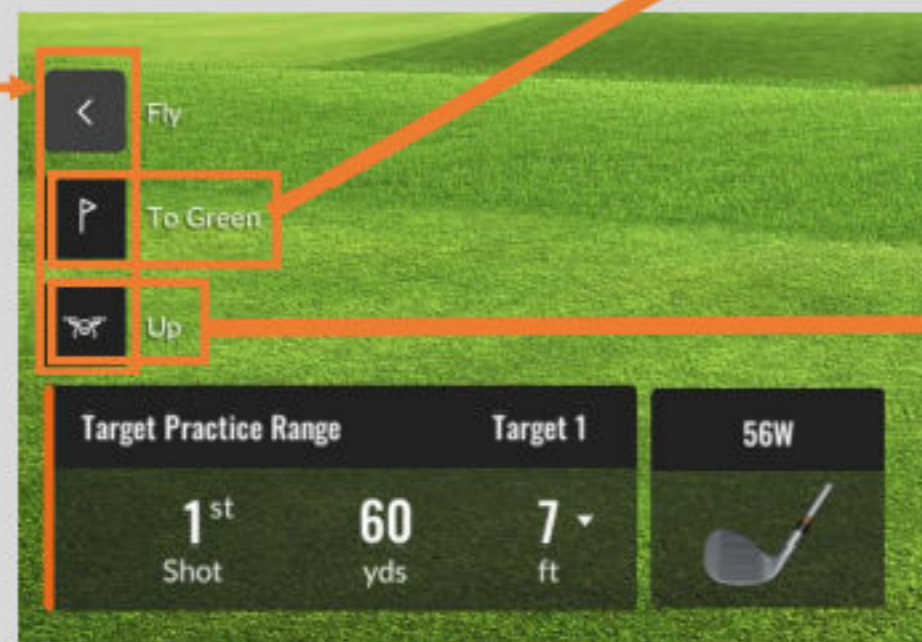 Fly
To Green
Up
Target Practice Range Target 1
56W
1st 60 7
Shot yds ft